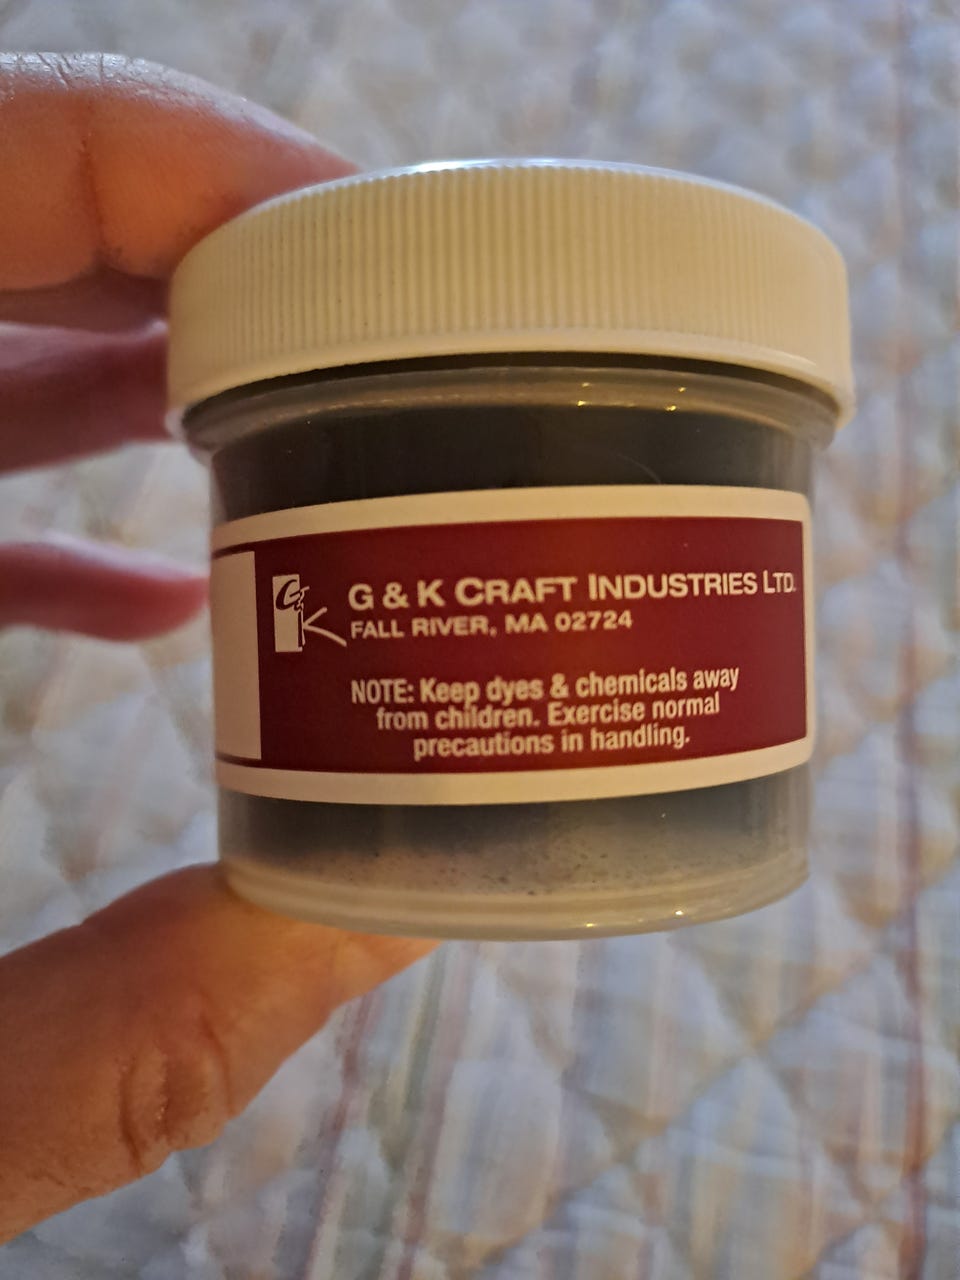 G & K
G & K CRAFT INDUSTRIES LTD.
FALL RIVER, MA 02724
NOTE: Keep dyes & chemicals away
from children. Exercise normal
precautions in handling.